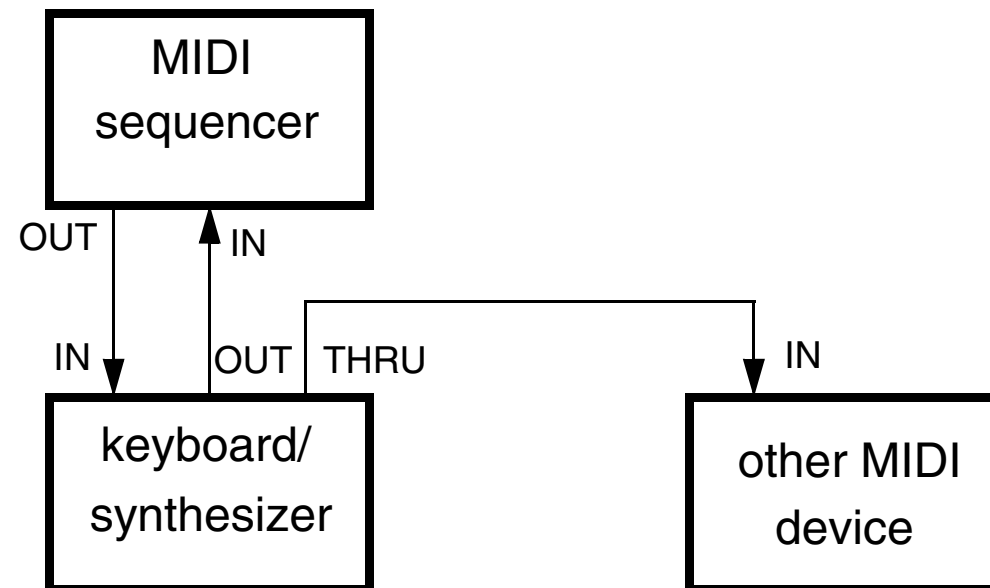 MIDI
sequencer
OUT
IN
IN
OUT
THRU
IN
keyboard/
synthesizer
other MIDI
device